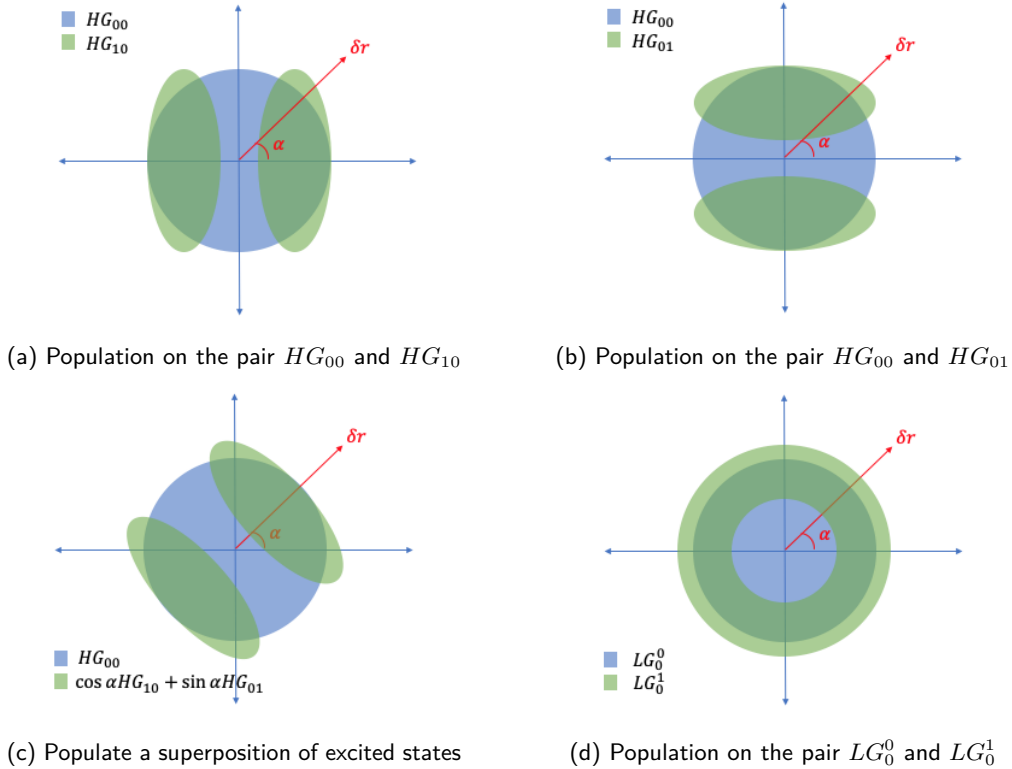 HG₀₀
HG₁₀
δr
α
(a) Population on the pair HG₀₀ and HG₁₀
HG₀₀
HG₀₁
δr
α
(b) Population on the pair HG₀₀ and HG₀₁
δr
α
HG₀₀
cos αHG₁₀ + sin αHG₀₁
(c) Populate a superposition of excited states
δr
α
LG₀⁰
LG₀¹
(d) Population on the pair LG₀⁰ and LG₀¹